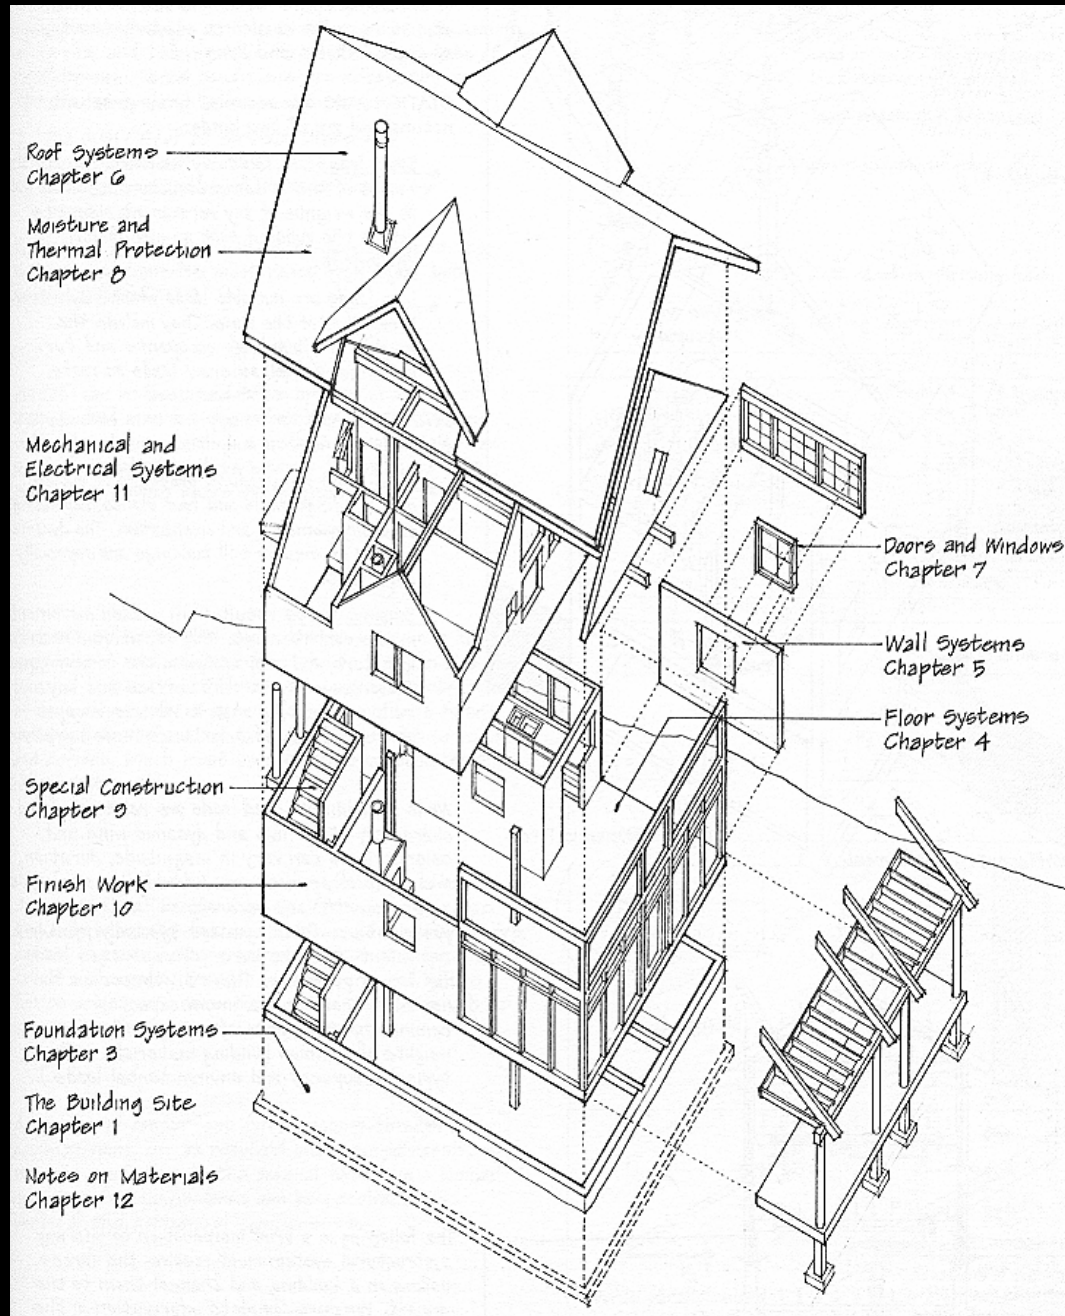 Roof Systems
Chapter 6
Moisture and
Thermal Protection
Chapter 8
Mechanical and
Electrical Systems
Chapter 11
Doors and Windows
Chapter 7
Wall Systems
Chapter 5
Floor Systems
Chapter 4
Special Construction
Chapter 9
Finish Work
Chapter 10
Foundation Systems
Chapter 3
The Building Site
Chapter 1
Notes on Materials
Chapter 12